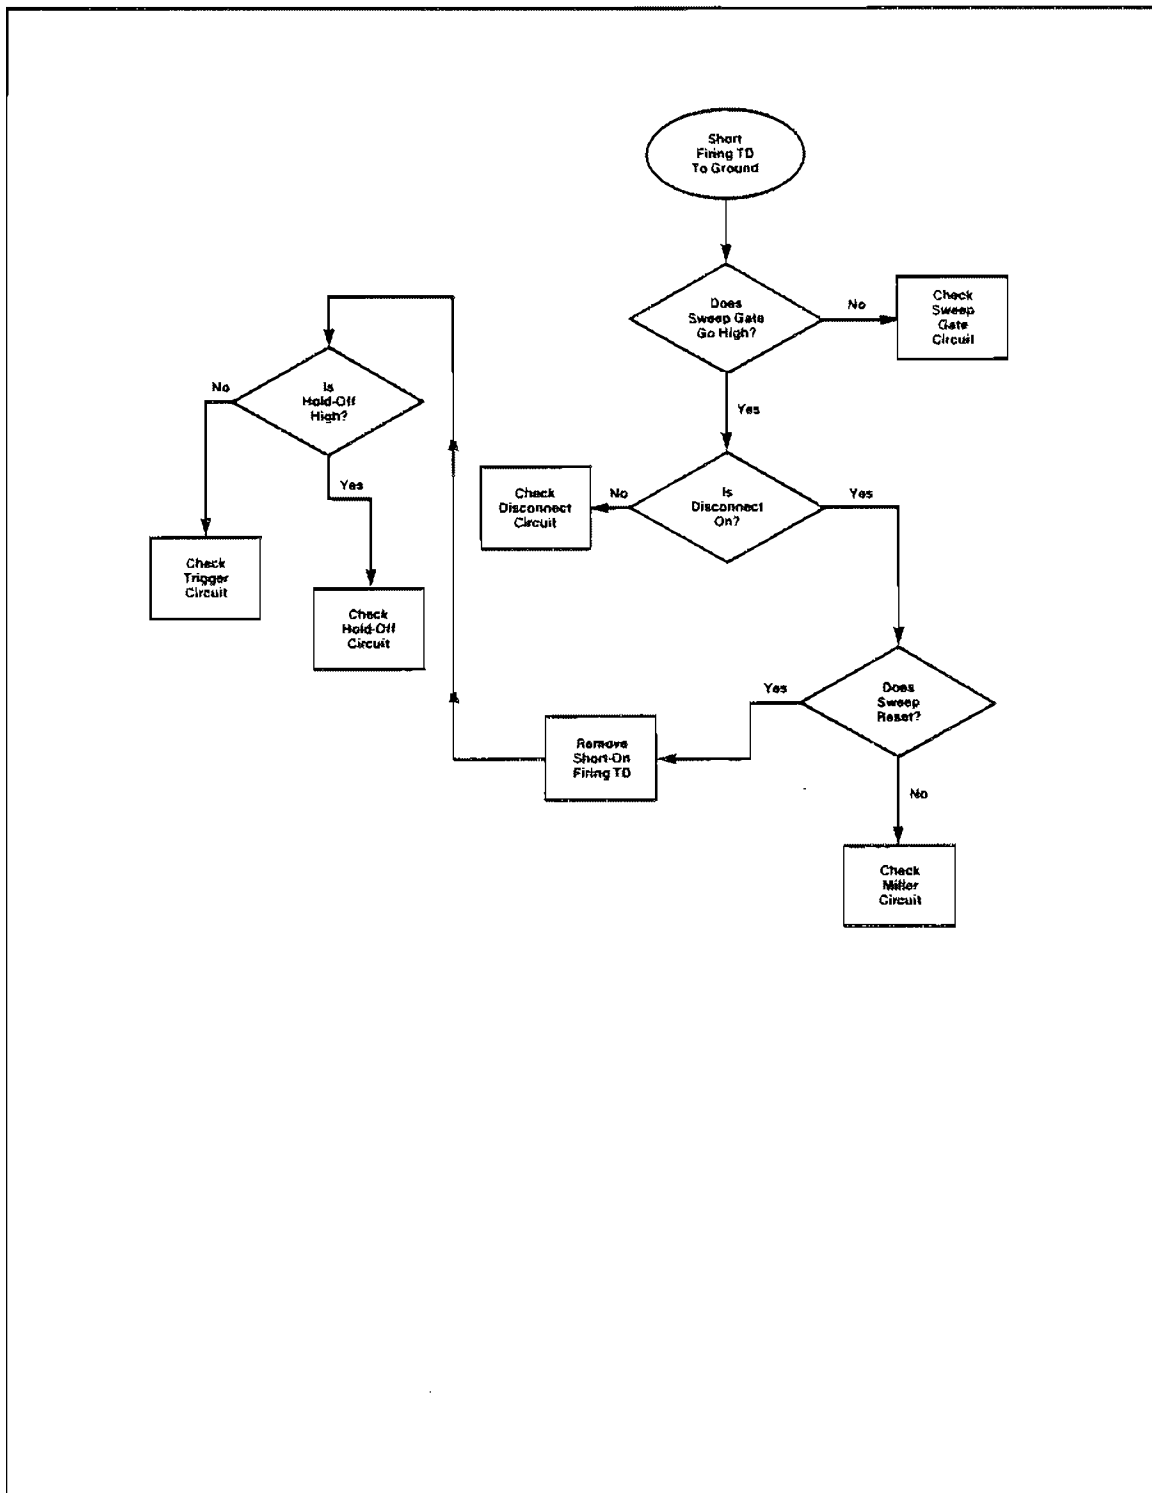 Short
Firing TD
To Ground
Does
Sweep Gate
Go High?
No
Check
Sweep
Gate
Circuit
Yes
Is
Disconnect
On?
No
Check
Disconnect
Circuit
Yes
Does
Sweep
Reset?
No
Check
Miller
Circuit
Yes
Remove
Short-On
Firing TD
Is
Hold-Off
High?
No
Check
Trigger
Circuit
Yes
Check
Hold-Off
Circuit